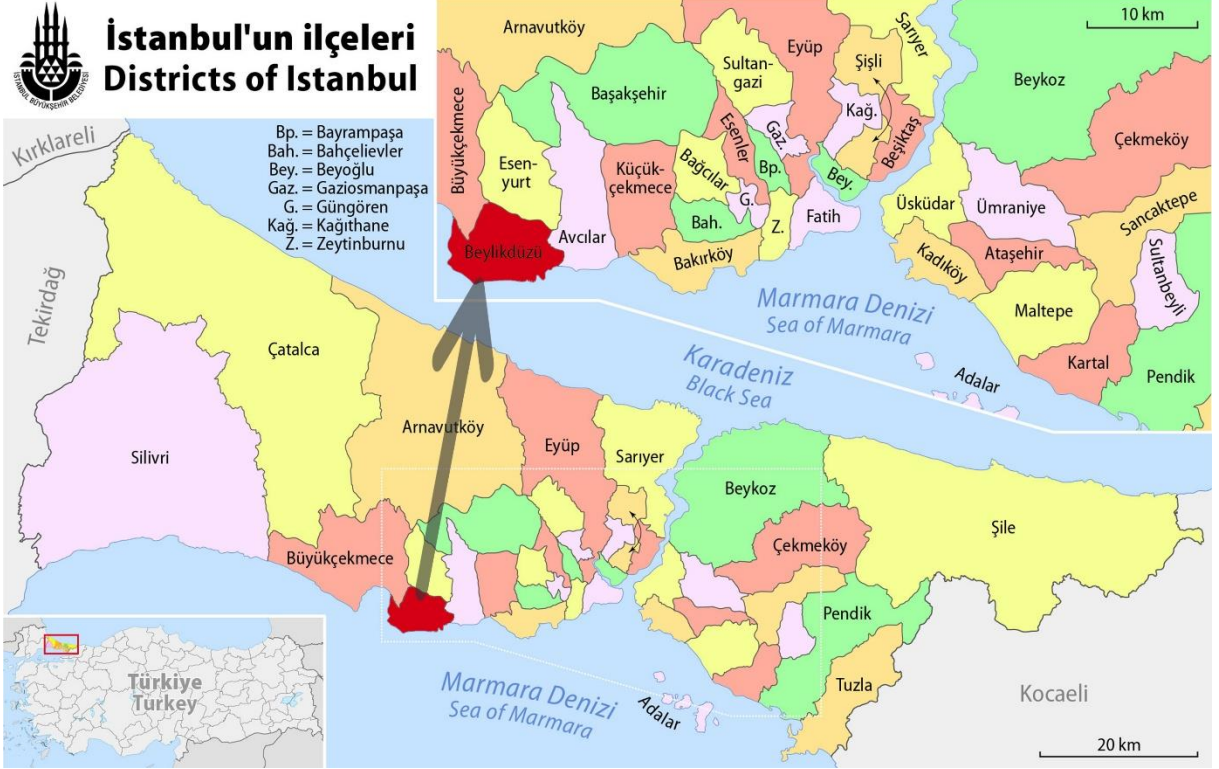 İSTANBUL BÜYÜKŞEHİR BELEDİYESİ
İstanbul'un ilçeleri
Districts of Istanbul
Bp. = Bayrampaşa
Bah. = Bahçelievler
Bey. = Beyoğlu
Gaz. = Gaziosmanpaşa
G. = Güngören
Kağ. = Kağıthane
Z. = Zeytinburnu
10 km
Arnavutköy
Büyükçekmece
Esen-
yurt
Başakşehir
Sultan-
gazi
Eyüp
Şişli
Sarıyer
Beykoz
Çekmeköy
Kağ.
Beşiktaş
Gaz.
Esenler
Bp.
Bağcılar
Küçük-
çekmece
Bey.
G.
Bah.
Z.
Fatih
Üsküdar
Ümraniye
Sancaktepe
Beylikdüzü
Avcılar
Bakırköy
Kadıköy
Ataşehir
Sultanbeyli
Maltepe
Kartal
Pendik
Marmara Denizi
Sea of Marmara
Adalar
Kırklareli
Tekirdağ
Karadeniz
Black Sea
Çatalca
Silivri
Arnavutköy
Eyüp
Sarıyer
Beykoz
Şile
Büyükçekmece
Çekmeköy
Pendik
Tuzla
Kocaeli
Marmara Denizi
Sea of Marmara
Adalar
Türkiye
Turkey
20 km